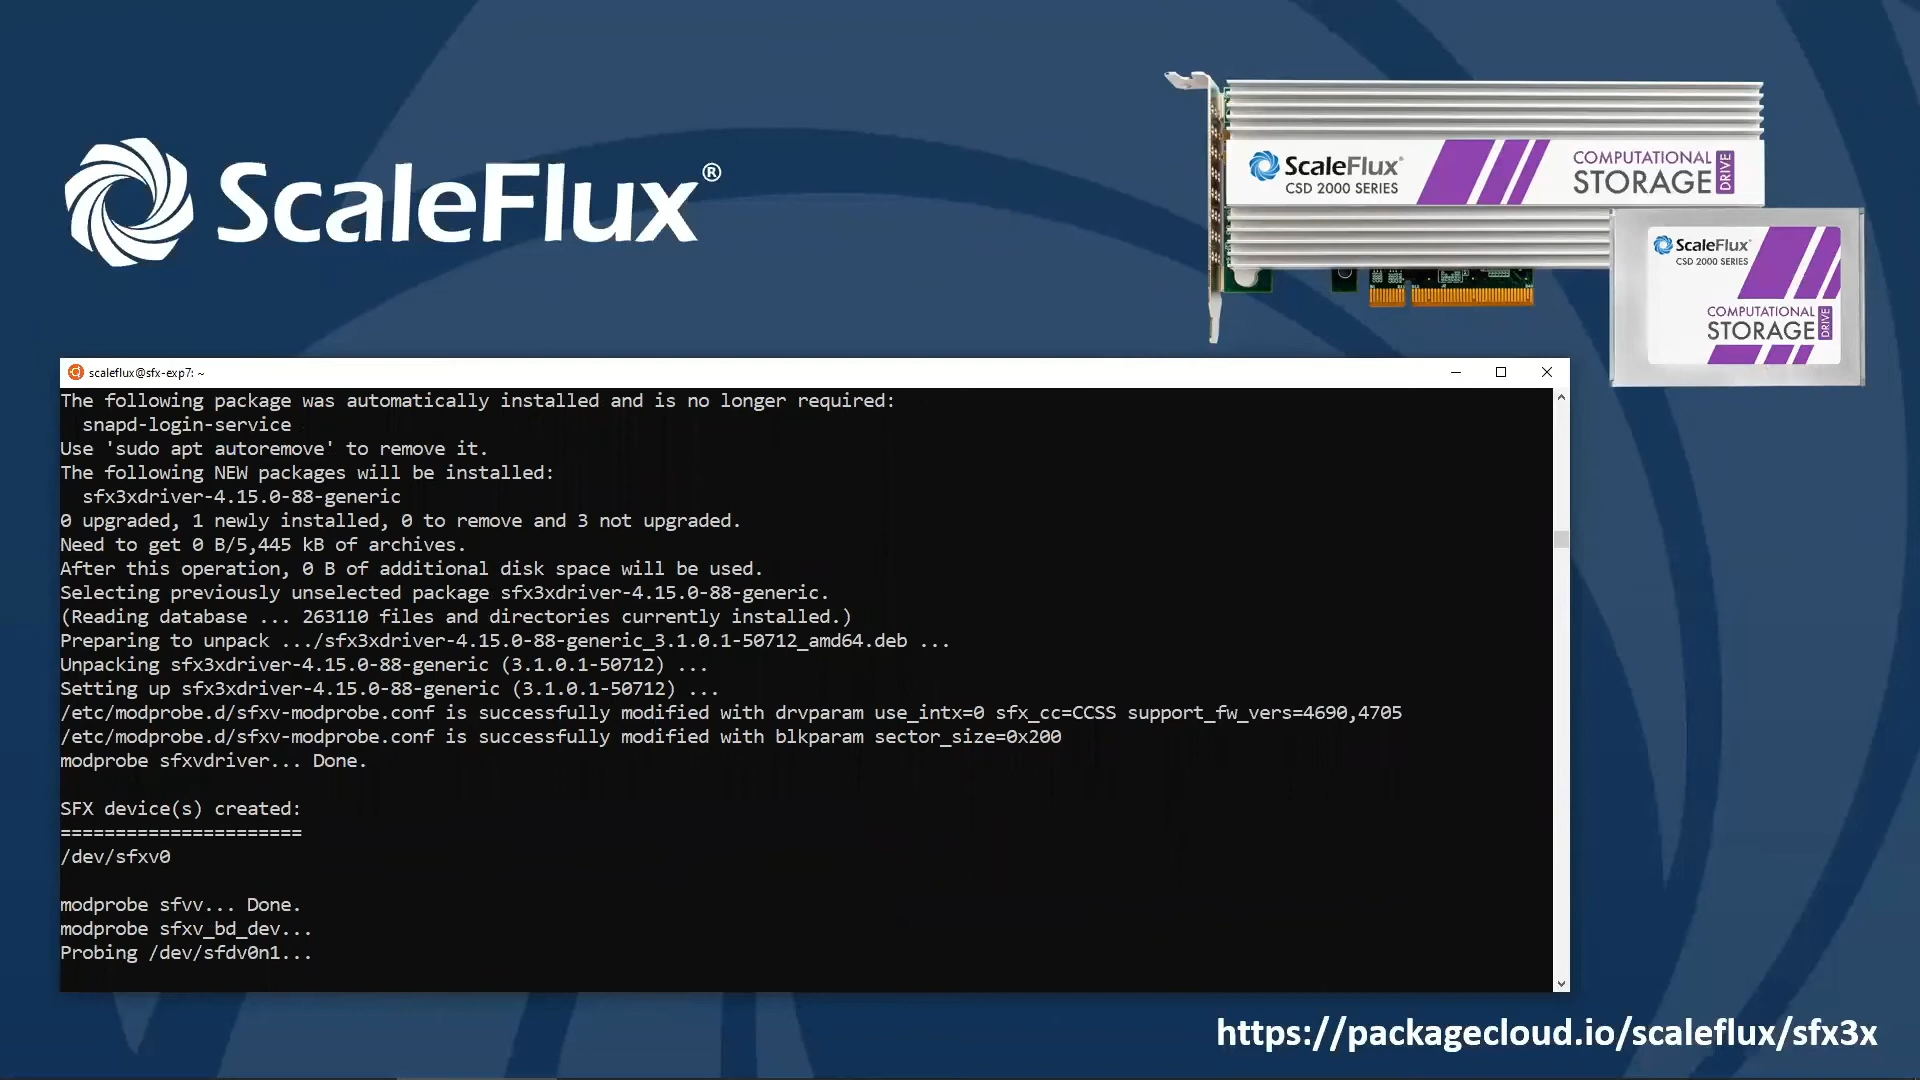 ScaleFlux®
ScaleFlux®
CSD 2000 SERIES
COMPUTATIONAL
STORAGE
DRIVE
ScaleFlux®
CSD 2000 SERIES
COMPUTATIONAL
STORAGE
DRIVE
scaleflux@sfx-exp7: ~
The following package was automatically installed and is no longer required:
snapd-login-service
Use 'sudo apt autoremove' to remove it.
The following NEW packages will be installed:
sfx3xdriver-4.15.0-88-generic
0 upgraded, 1 newly installed, 0 to remove and 3 not upgraded.
Need to get 0 B/5,445 kB of archives.
After this operation, 0 B of additional disk space will be used.
Selecting previously unselected package sfx3xdriver-4.15.0-88-generic.
(Reading database ... 263110 files and directories currently installed.)
Preparing to unpack .../sfx3xdriver-4.15.0-88-generic_3.1.0.1-50712_amd64.deb ...
Unpacking sfx3xdriver-4.15.0-88-generic (3.1.0.1-50712) ...
Setting up sfx3xdriver-4.15.0-88-generic (3.1.0.1-50712) ...
/etc/modprobe.d/sfxv-modprobe.conf is successfully modified with drvparam use_intx=0 sfx_cc=CCSS support_fw_vers=4690,4705
/etc/modprobe.d/sfxv-modprobe.conf is successfully modified with blkparam sector_size=0x200
modprobe sfxvdriver... Done.
SFX device(s) created:
======================
/dev/sfxv0
modprobe sfvv... Done.
modprobe sfxv_bd_dev...
Probing /dev/sfdv0n1...
https://packagecloud.io/scaleflux/sfx3x